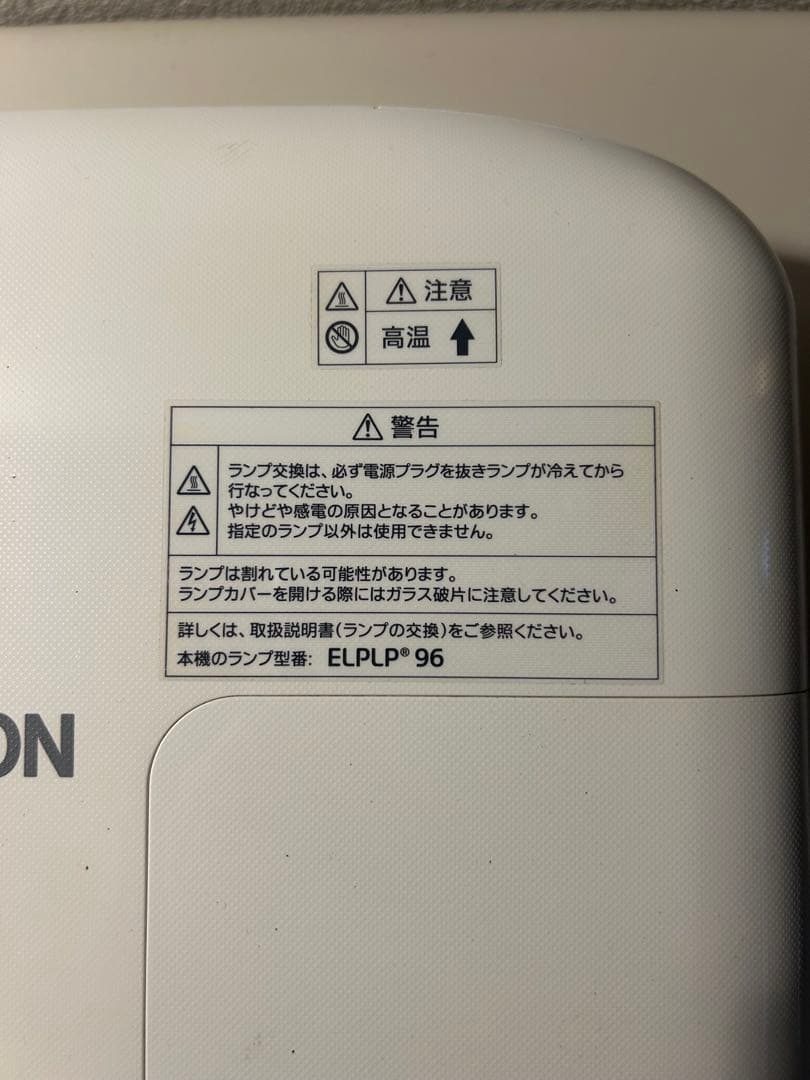 注意
高温
警告
ランプ交換は、必ず電源プラグを抜きランプが冷えてから
行なってください。
やけどや感電の原因となることがあります。
指定のランプ以外は使用できません。
ランプは割れている可能性があります。
ランプカバーを開ける際にはガラス破片に注意してください。
詳しくは、取扱説明書(ランプの交換)をご参照ください。
本機のランプ型番: ELPLP® 96
ON